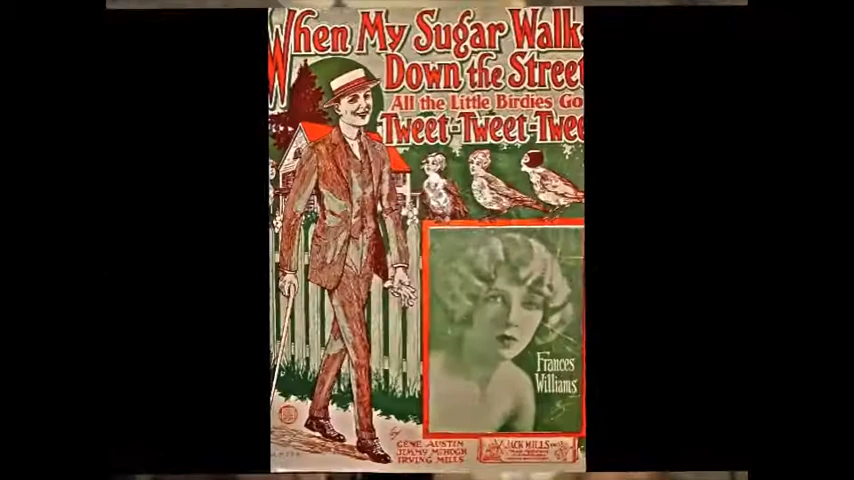 When My Sugar Walks
Down the Street
All the Little Birdies Go
Tweet-Tweet-Twee
Frances
Williams
by
GENE AUSTIN
JIMMY McHUGH
IRVING MILLS
JACK MILLS